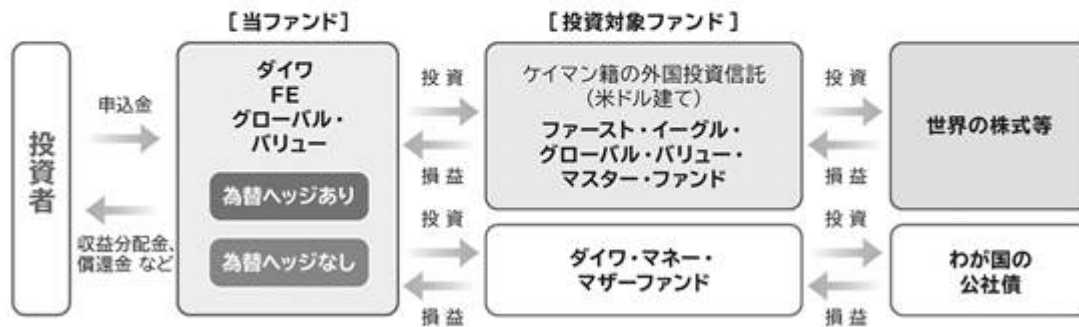 [当ファンド]
[投資対象ファンド]
投資者
申込金
収益分配金、
償還金 など
ダイワ
FE
グローバル・
バリュー
為替ヘッジあり
為替ヘッジなし
投 資
損 益
投 資
損 益
ケイマン籍の外国投資信託
（米ドル建て）
ファースト・イーグル・
グローバル・バリュー・
マスター・ファンド
ダイワ・マネー・
マザーファンド
投 資
損 益
投 資
損 益
世界の株式等
わが国の
公社債